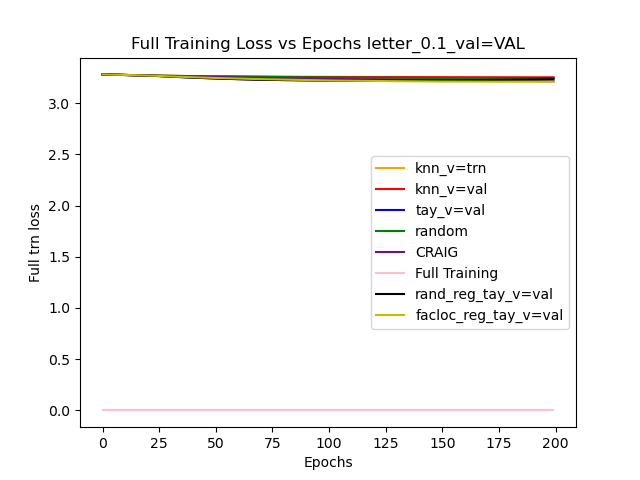 Full Training Loss vs Epochs letter_0.1_val=VAL
Full trn loss
3.0
2.5
2.0
1.5
1.0
0.5
0.0
knn_v=trn
knn_v=val
tay_v=val
random
CRAIG
Full Training
rand_reg_tay_v=val
facloc_reg_tay_v=val
0 25 50 75 100 125 150 175 200
Epochs